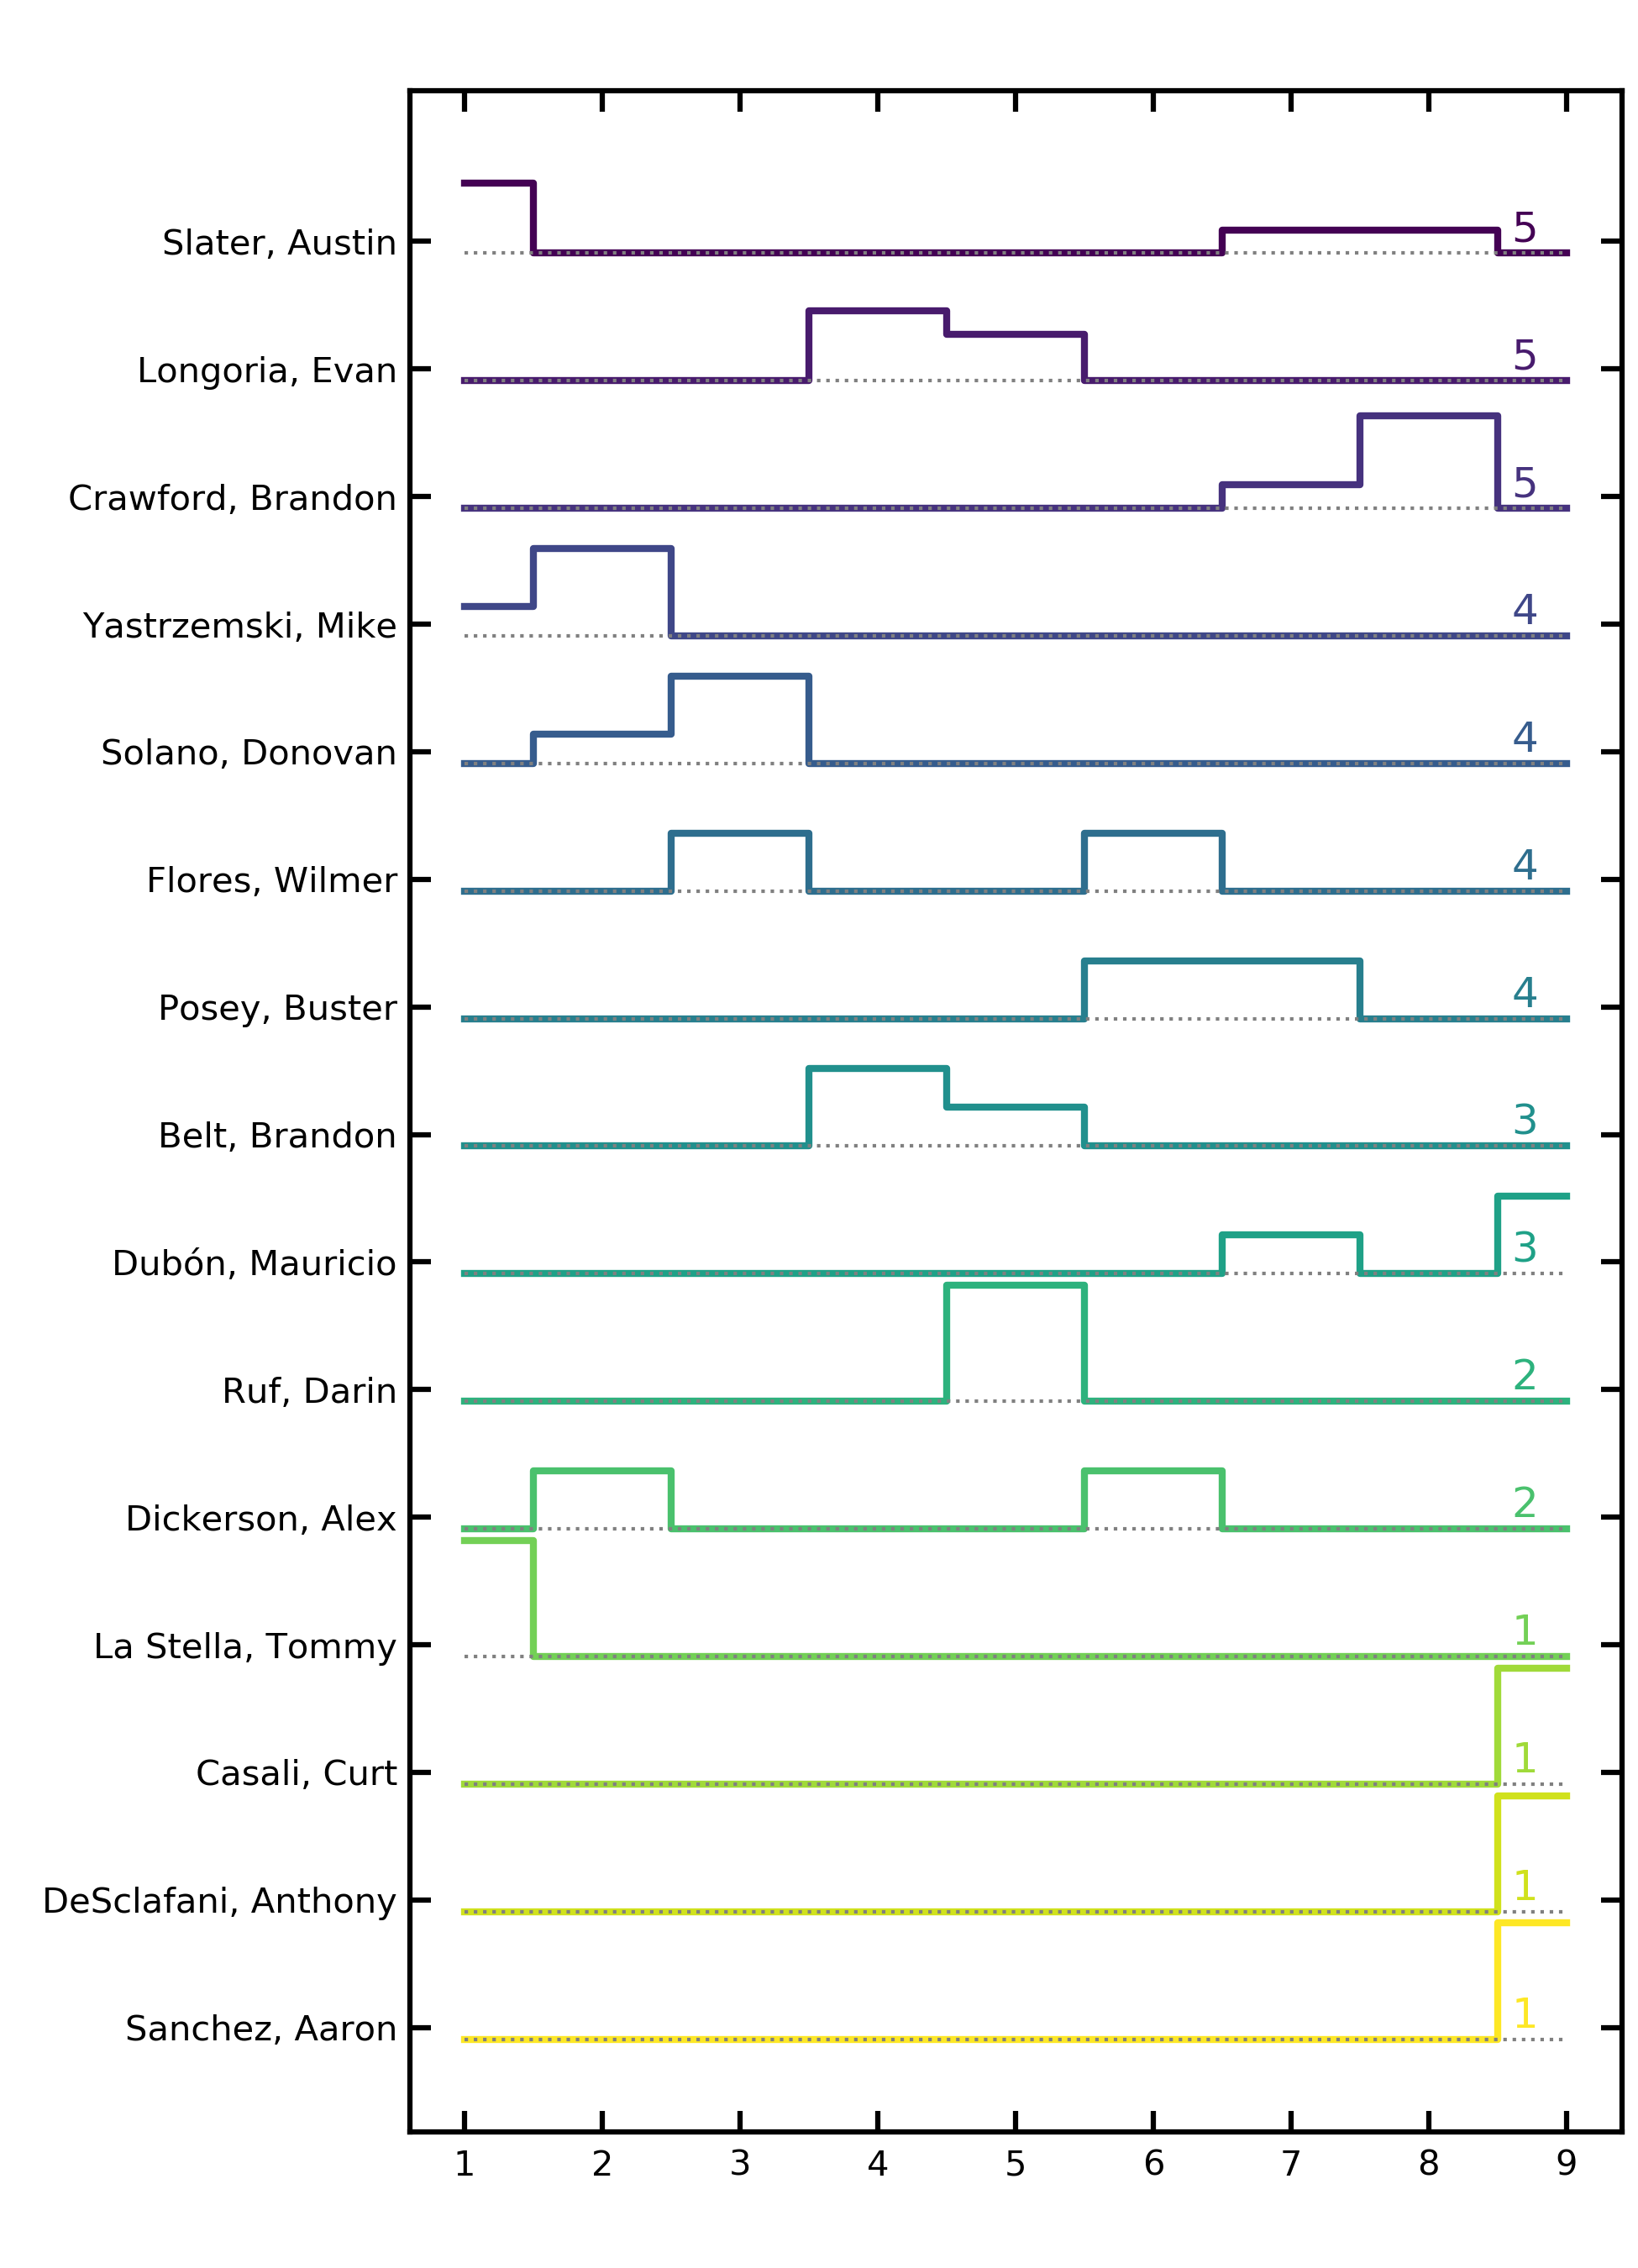 Slater, Austin 5
Longoria, Evan 5
Crawford, Brandon 5
Yastrzemski, Mike 4
Solano, Donovan 4
Flores, Wilmer 4
Posey, Buster 4
Belt, Brandon 3
Dubón, Mauricio 3
Ruf, Darin 2
Dickerson, Alex 2
La Stella, Tommy 1
Casali, Curt 1
DeSclafani, Anthony 1
Sanchez, Aaron 1
1 2 3 4 5 6 7 8 9